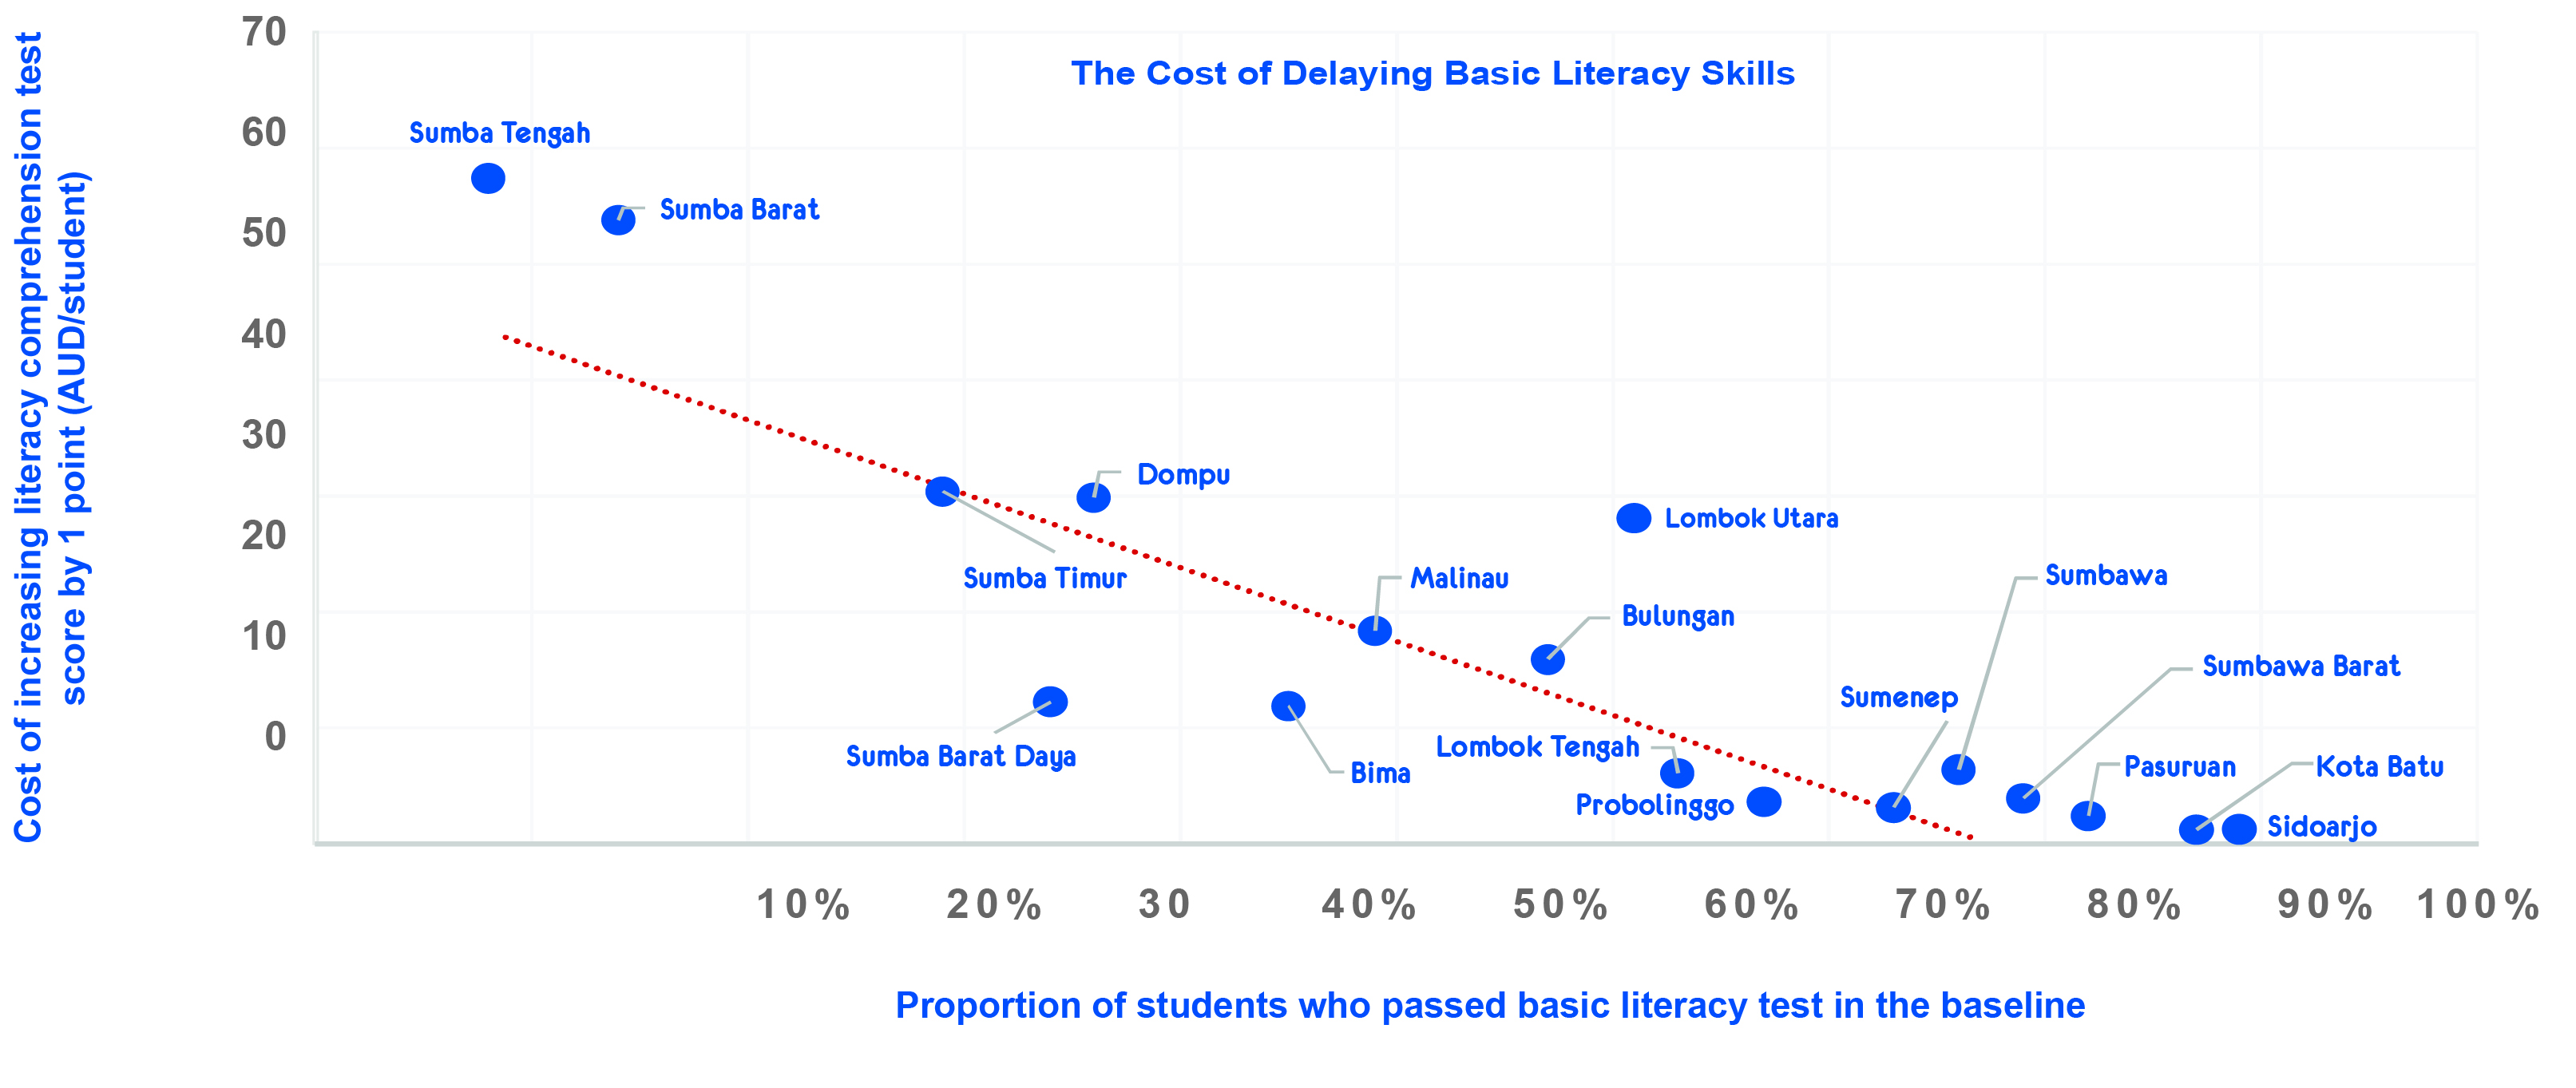 The Cost of Delaying Basic Literacy Skills
Cost of increasing literacy comprehension test
score by 1 point (AUD/student)
70
60
50
40
30
20
10
0
Sumba Tengah
Sumba Barat
Dompu
Sumba Timur
Lombok Utara
Malinau
Sumbawa
Bulungan
Sumbawa Barat
Sumenep
Sumba Barat Daya
Bima
Lombok Tengah
Pasuruan
Kota Batu
Probolinggo
Sidoarjo
10%
20%
30
40%
50%
60%
70%
80%
90%
100%
Proportion of students who passed basic literacy test in the baseline